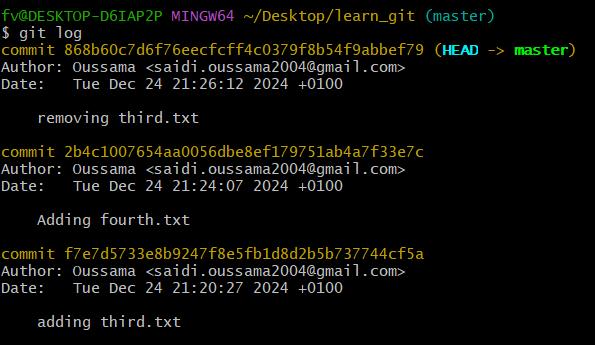 fv@DESKTOP-D6IAP2P MINGW64 ~/Desktop/learn_git (master)
$ git log
commit 868b60c7d6f76eecfcff4c0379f8b54f9abbef79 (HEAD -> master)
Author: Oussama <saidi.oussama2004@gmail.com>
Date:   Tue Dec 24 21:26:12 2024 +0100
    removing third.txt
commit 2b4c1007654aa0056dbe8ef179751ab4a7f33e7c
Author: Oussama <saidi.oussama2004@gmail.com>
Date:   Tue Dec 24 21:24:07 2024 +0100
    Adding fourth.txt
commit f7e7d5733e8b9247f8e5fb1d8d2b5b737744cf5a
Author: Oussama <saidi.oussama2004@gmail.com>
Date:   Tue Dec 24 21:20:27 2024 +0100
    adding third.txt